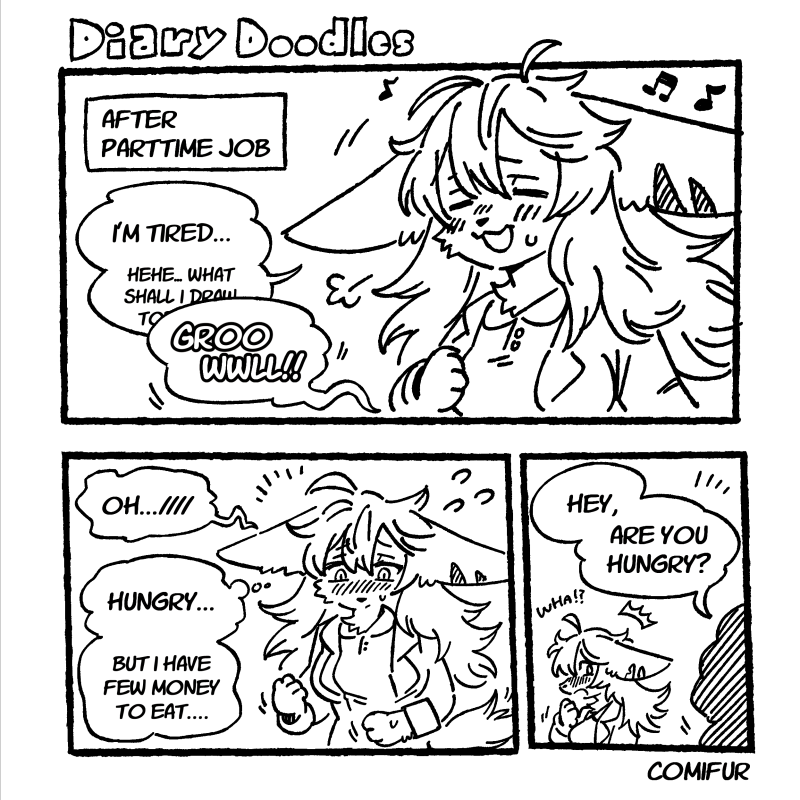 Diary Doodles
AFTER
PARTTIME JOB
I'M TIRED...
HEHE... WHAT
SHALL I DRAW
GROO
WWLL!!
OH...////
HUNGRY...
BUT I HAVE
FEW MONEY
TO EAT....
HEY,
ARE YOU
HUNGRY?
WHA!?
COMIFUR